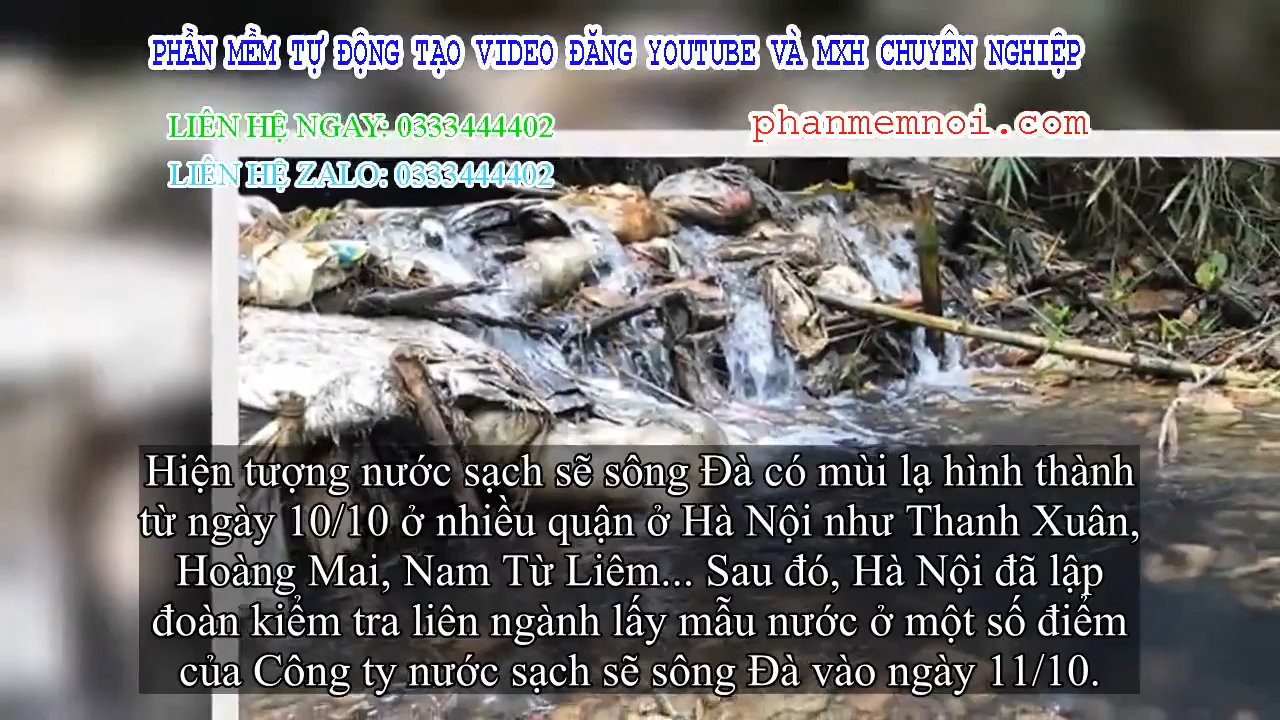 PHẦN MỀM TỰ ĐỘNG TẠO VIDEO ĐĂNG YOUTUBE VÀ MXH CHUYÊN NGHIỆP
LIÊN HỆ NGAY: 0333444402
phanmemnoi.com
LIÊN HỆ ZALO: 0333444402
Hiện tượng nước sạch sẽ sông Đà có mùi lạ hình thành
từ ngày 10/10 ở nhiều quận ở Hà Nội như Thanh Xuân,
Hoàng Mai, Nam Từ Liêm... Sau đó, Hà Nội đã lập
đoàn kiểm tra liên ngành lấy mẫu nước ở một số điểm
của Công ty nước sạch sẽ sông Đà vào ngày 11/10.